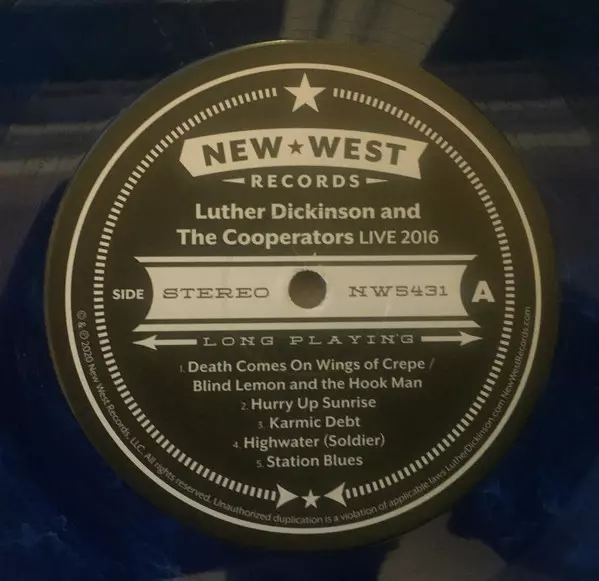 NEW WEST
RECORDS
Luther Dickinson and
The Cooperators LIVE 2016
SIDE STEREO NW5431 A
LONG PLAYING
1. Death Comes On Wings of Crepe /
Blind Lemon and the Hook Man
2. Hurry Up Sunrise
3. Karmic Debt
4. Highwater (Soldier)
5. Station Blues
© & ℗ 2020 New West Records, LLC. All rights reserved. Unauthorized duplication is a violation of applicable laws LutherDickinson.com NewWestRecords.com